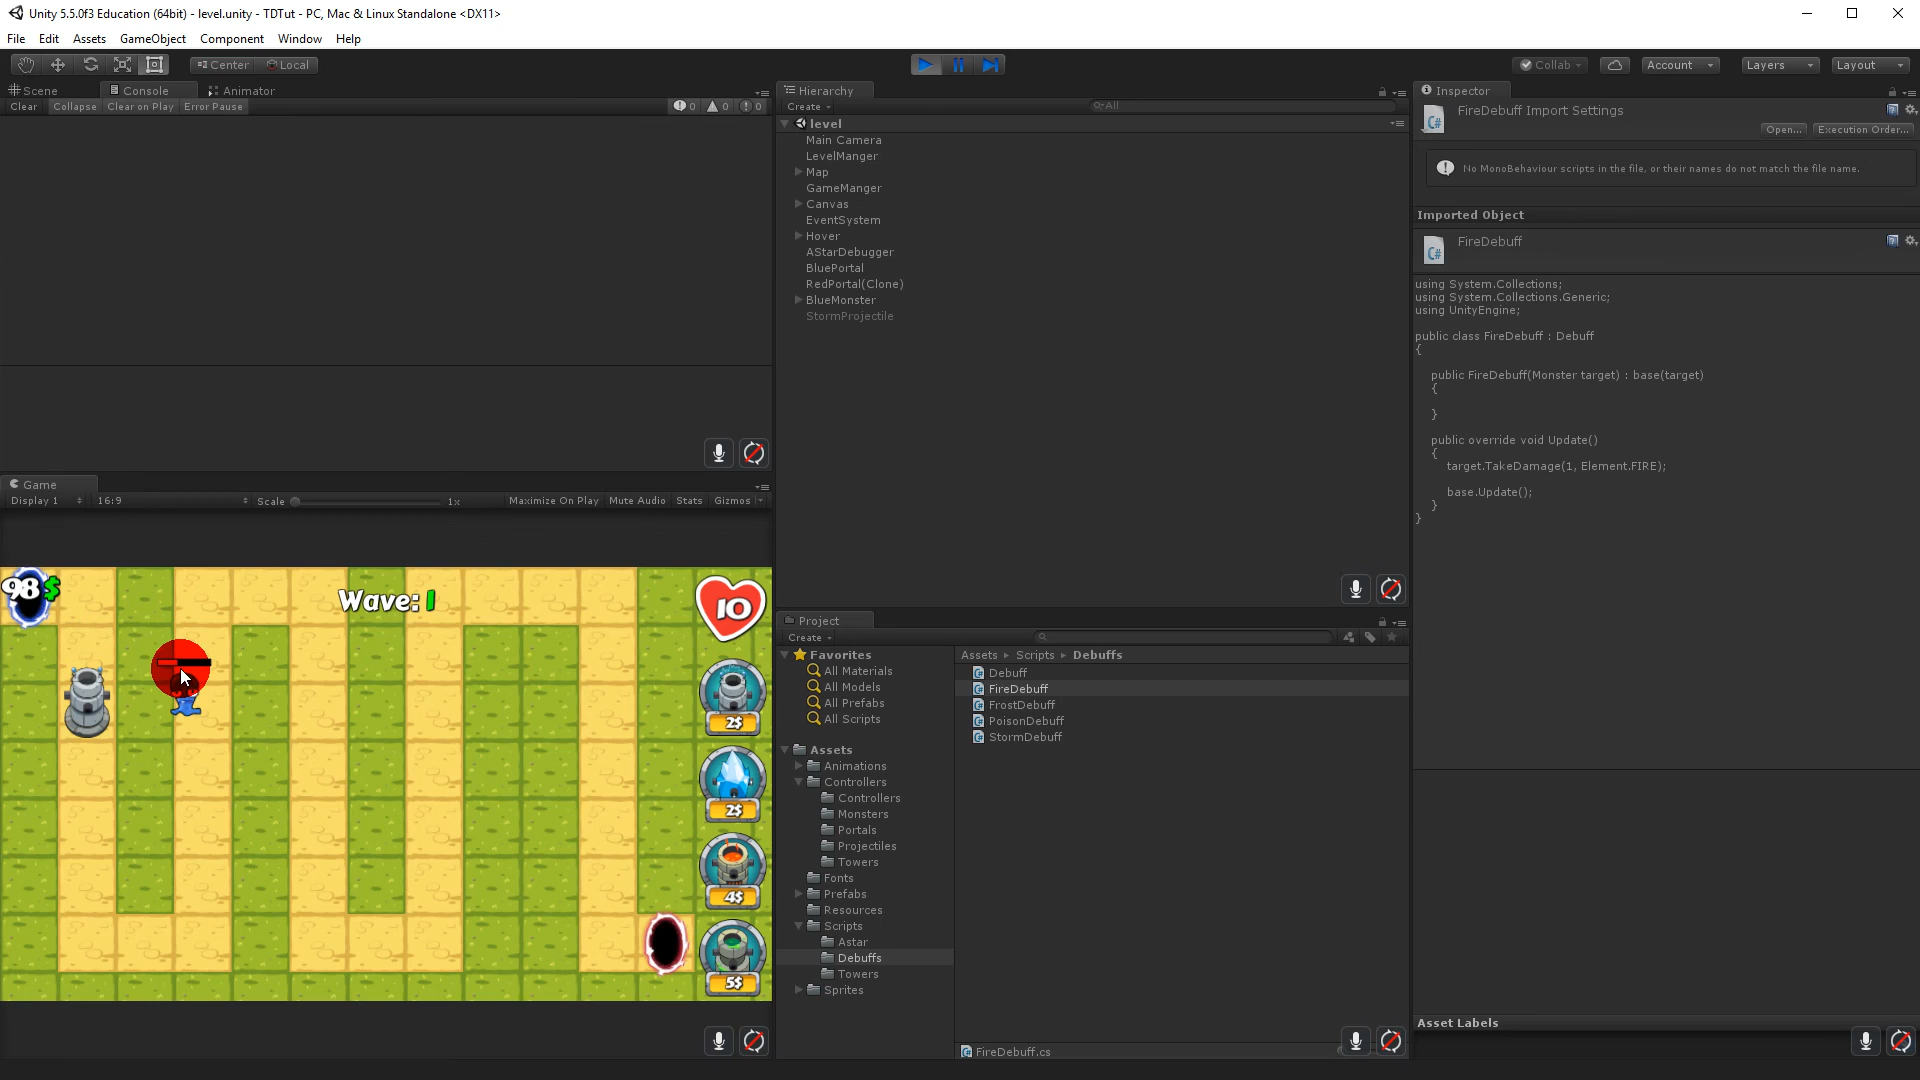 Unity 5.5.0f3 Education (64bit) - level.unity - TDTut - PC, Mac & Linux Standalone <DX11>
File Edit Assets GameObject Component Window Help
Center Local Collab Account Layers Layout
Scene Console Animator
Clear Collapse Clear on Play Error Pause 0 0 0
Game
Display 1 16:9 Scale 1x Maximize On Play Mute Audio Stats Gizmos
98$
Wave: 1
10
2$
2$
4$
5$
Hierarchy
Create All
level
Main Camera
LevelManger
Map
GameManger
Canvas
EventSystem
Hover
AStarDebugger
BluePortal
RedPortal(Clone)
BlueMonster
StormProjectile
Project
Create
Favorites
All Materials
All Models
All Prefabs
All Scripts
Assets
Animations
Controllers
Controllers
Monsters
Portals
Projectiles
Towers
Fonts
Prefabs
Resources
Scripts
Astar
Debuffs
Towers
Sprites
Assets Scripts Debuffs
Debuff
FireDebuff
FrostDebuff
PoisonDebuff
StormDebuff
FireDebuff.cs
Inspector
FireDebuff Import Settings
Open... Execution Order...
No MonoBehaviour scripts in the file, or their names do not match the file name.
Imported Object
FireDebuff
using System.Collections;
using System.Collections.Generic;
using UnityEngine;
public class FireDebuff : Debuff
{
public FireDebuff(Monster target) : base(target)
{
}
public override void Update()
{
target.TakeDamage(1, Element.FIRE);
base.Update();
}
}
Asset Labels